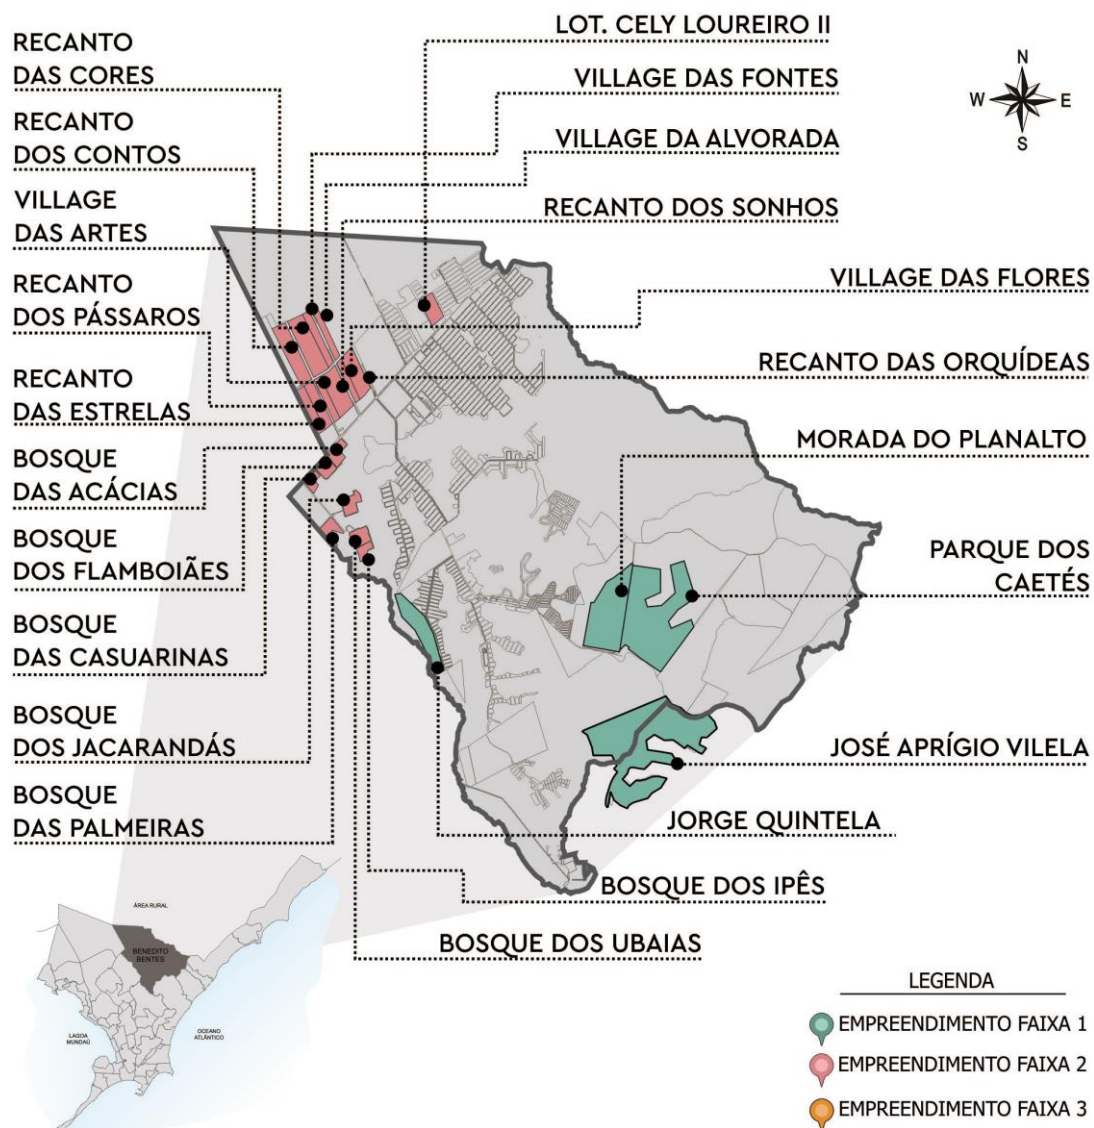 RECANTO
DAS CORES
RECANTO
DOS CONTOS
VILLAGE
DAS ARTES
RECANTO
DOS PÁSSAROS
RECANTO
DAS ESTRELAS
BOSQUE
DAS ACÁCIAS
BOSQUE
DOS FLAMBOIÃES
BOSQUE
DAS CASUARINAS
BOSQUE
DOS JACARANDÁS
BOSQUE
DAS PALMEIRAS
LOT. CELY LOUREIRO II
VILLAGE DAS FONTES
VILLAGE DA ALVORADA
RECANTO DOS SONHOS
VILLAGE DAS FLORES
RECANTO DAS ORQUÍDEAS
MORADA DO PLANALTO
PARQUE DOS
CAETÉS
JOSÉ APRÍGIO VILELA
JORGE QUINTELA
BOSQUE DOS IPÊS
BOSQUE DOS UBAIAS
N
W
E
S
ÁREA RURAL
BENEDITO
BENTES
LAGOA
MUNDAÚ
OCEANO
ATLÂNTICO
LEGENDA
EMPREENDIMENTO FAIXA 1
EMPREENDIMENTO FAIXA 2
EMPREENDIMENTO FAIXA 3